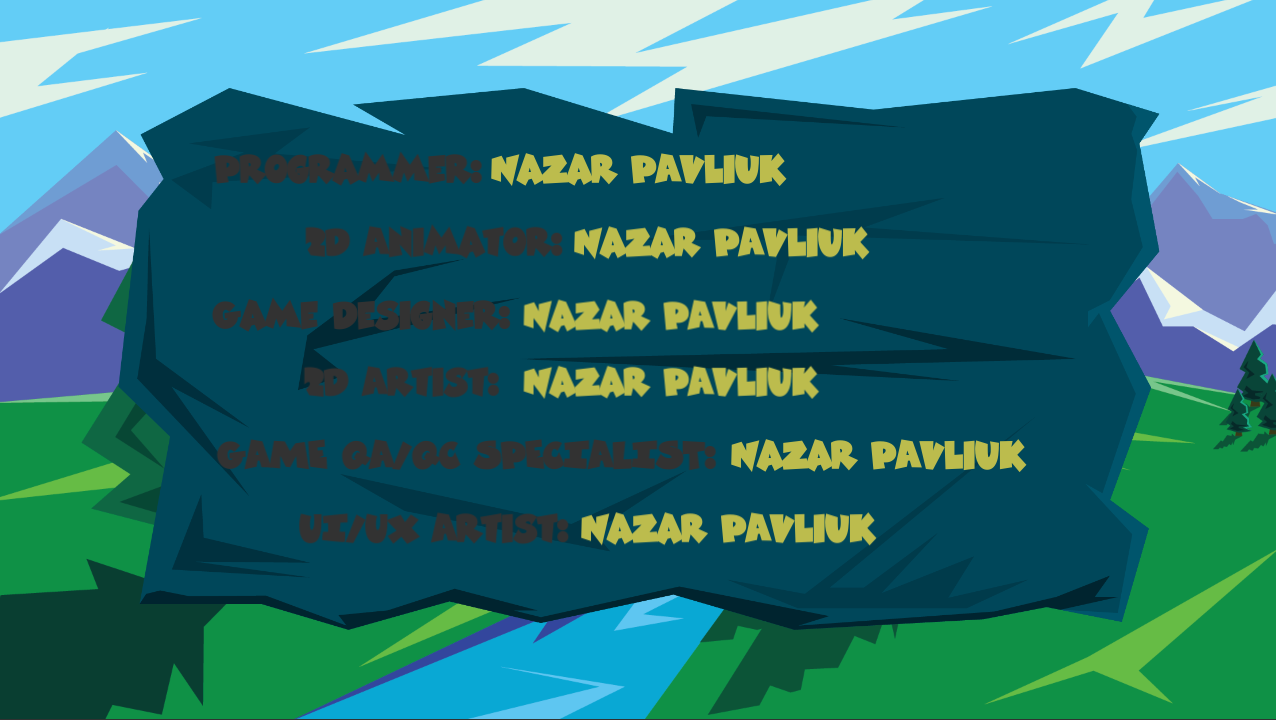 PROGRAMMER: NAZAR PAVLIUK
2D ANIMATOR: NAZAR PAVLIUK
GAME DESIGNER: NAZAR PAVLIUK
2D ARTIST: NAZAR PAVLIUK
GAME QA/QC SPECIALIST: NAZAR PAVLIUK
UI/UX ARTIST: NAZAR PAVLIUK